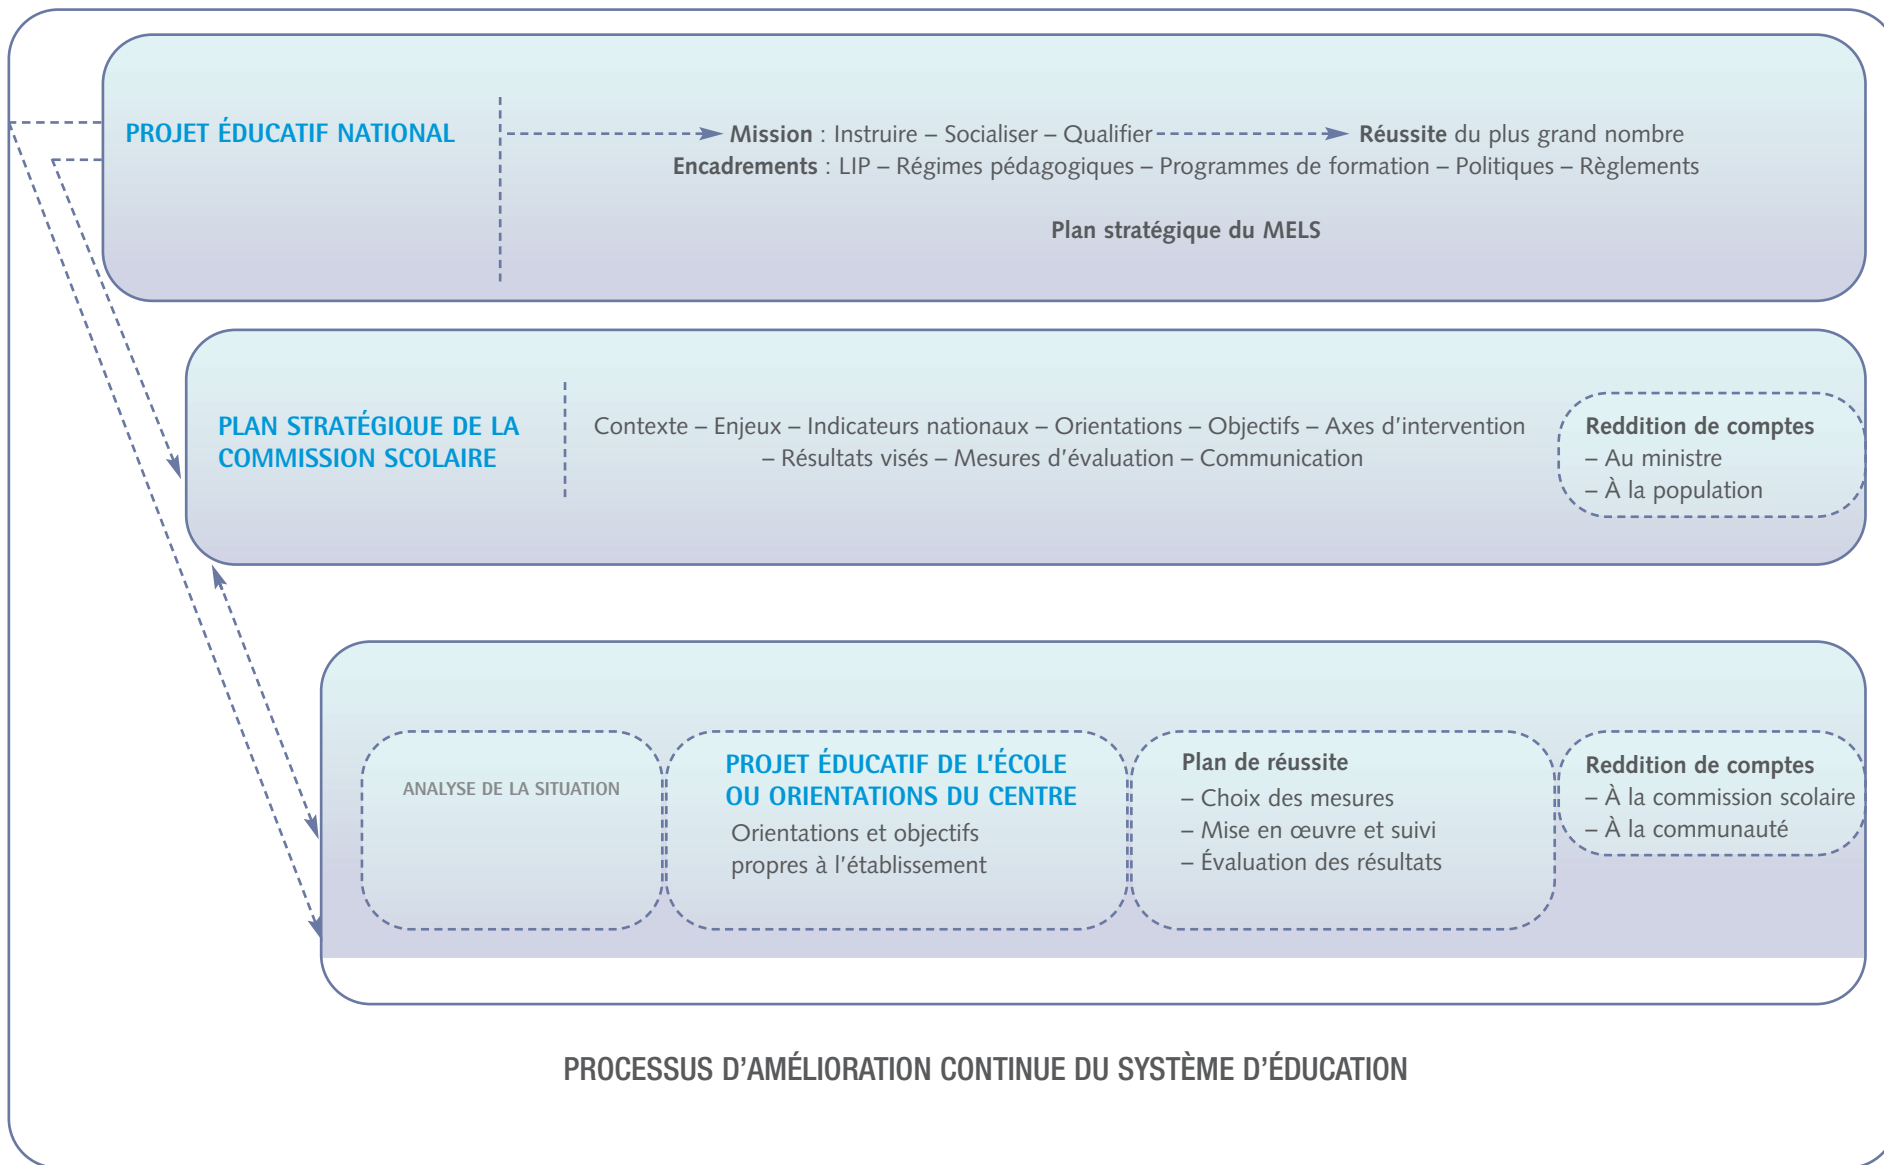 PROJET ÉDUCATIF NATIONAL
Mission : Instruire – Socialiser – Qualifier
Réussite du plus grand nombre
Encadrements : LIP – Régimes pédagogiques – Programmes de formation – Politiques – Règlements
Plan stratégique du MELS
PLAN STRATÉGIQUE DE LA
COMMISSION SCOLAIRE
Contexte – Enjeux – Indicateurs nationaux – Orientations – Objectifs – Axes d'intervention
– Résultats visés – Mesures d'évaluation – Communication
Reddition de comptes
– Au ministre
– À la population
ANALYSE DE LA SITUATION
PROJET ÉDUCATIF DE L'ÉCOLE
OU ORIENTATIONS DU CENTRE
Orientations et objectifs
propres à l'établissement
Plan de réussite
– Choix des mesures
– Mise en œuvre et suivi
– Évaluation des résultats
Reddition de comptes
– À la commission scolaire
– À la communauté
PROCESSUS D'AMÉLIORATION CONTINUE DU SYSTÈME D'ÉDUCATION